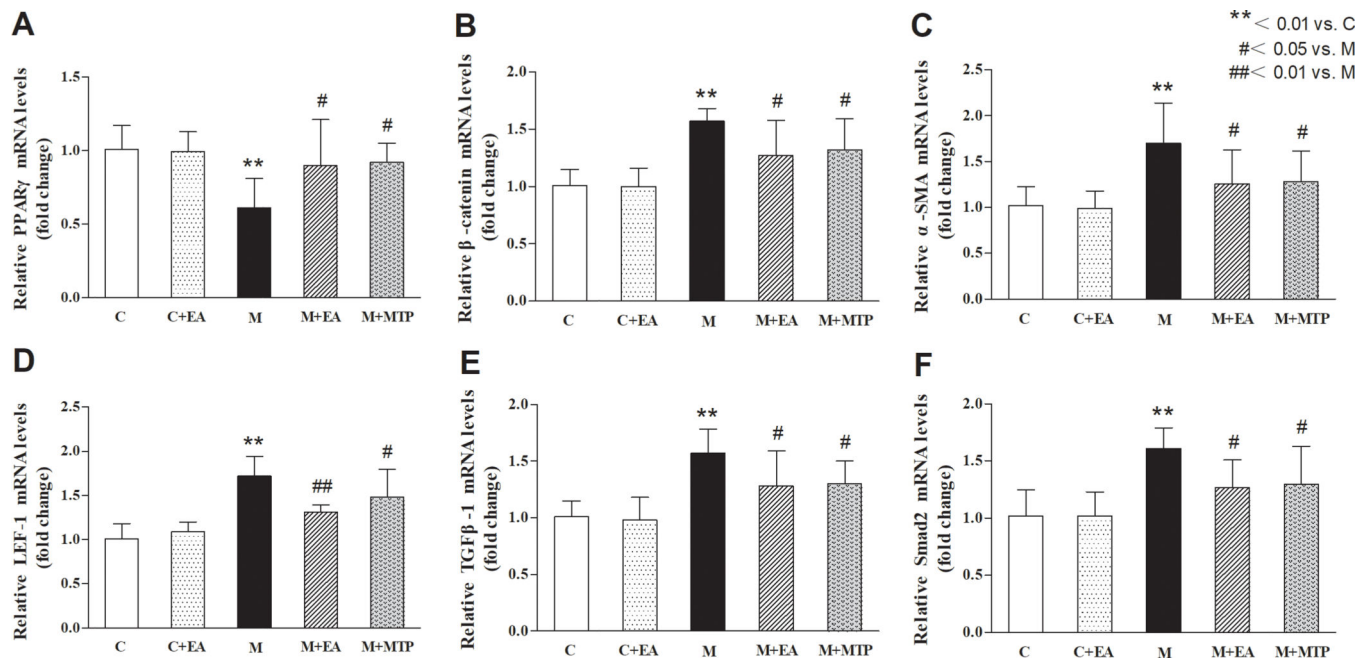 A
Relative PPARγ mRNA levels
(fold change)
1.5
1.0
0.5
0.0
**
#
#
C
C+EA
M
M+EA
M+MTP
B
Relative β -catenin mRNA levels
(fold change)
2.0
1.5
1.0
0.5
0.0
**
#
#
C
C+EA
M
M+EA
M+MTP
C
** < 0.01 vs. C
# < 0.05 vs. M
## < 0.01 vs. M
Relative α -SMA mRNA levels
(fold change)
2.5
2.0
1.5
1.0
0.5
0.0
**
#
#
C
C+EA
M
M+EA
M+MTP
D
Relative LEF-1 mRNA levels
(fold change)
2.5
2.0
1.5
1.0
0.5
0.0
**
##
#
C
C+EA
M
M+EA
M+MTP
E
Relative TGFβ -1 mRNA levels
(fold change)
2.0
1.5
1.0
0.5
0.0
**
#
#
C
C+EA
M
M+EA
M+MTP
F
Relative Smad2 mRNA levels
(fold change)
2.0
1.5
1.0
0.5
0.0
**
#
#
C
C+EA
M
M+EA
M+MTP